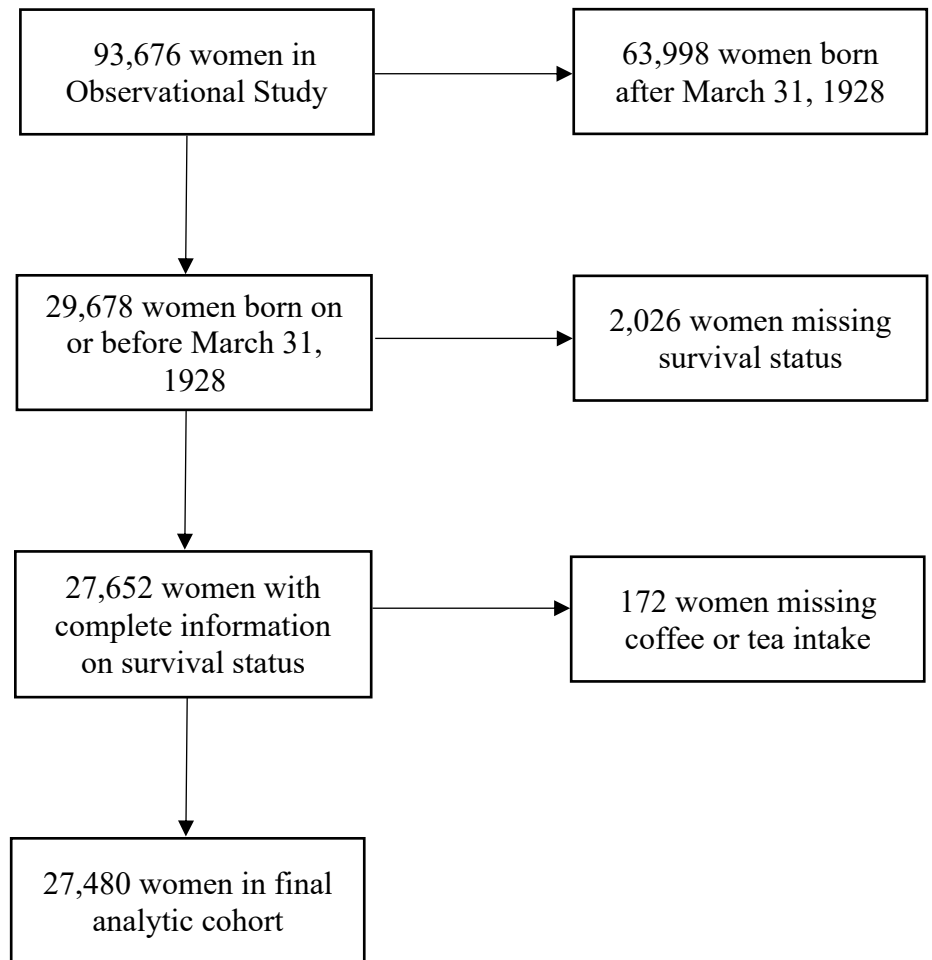 93,676 women in
Observational Study
63,998 women born
after March 31, 1928
29,678 women born on
or before March 31,
1928
2,026 women missing
survival status
27,652 women with
complete information
on survival status
172 women missing
coffee or tea intake
27,480 women in final
analytic cohort